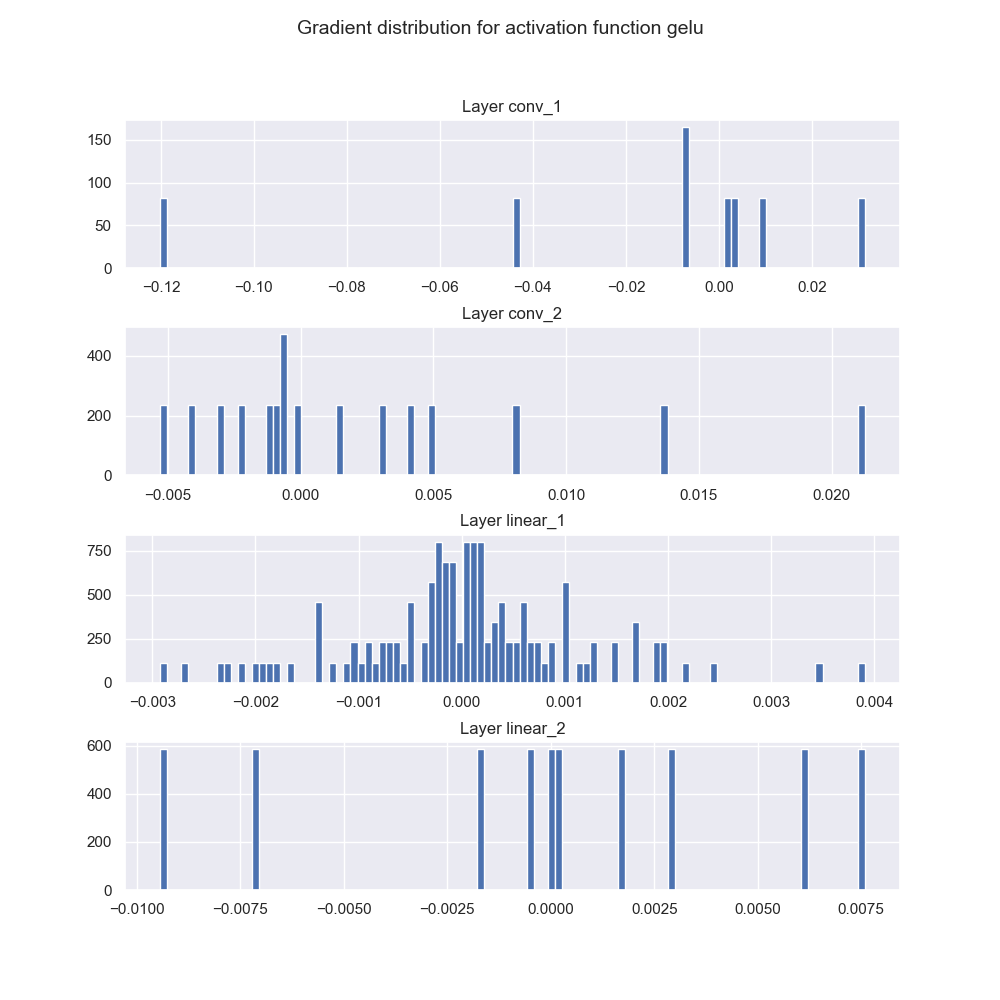 Gradient distribution for activation function gelu
Layer conv_1
150
100
50
0
−0.12 −0.10 −0.08 −0.06 −0.04 −0.02 0.00 0.02
Layer conv_2
400
200
0
−0.005 0.000 0.005 0.010 0.015 0.020
Layer linear_1
750
500
250
0
−0.003 −0.002 −0.001 0.000 0.001 0.002 0.003 0.004
Layer linear_2
600
400
200
0
−0.0100 −0.0075 −0.0050 −0.0025 0.0000 0.0025 0.0050 0.0075